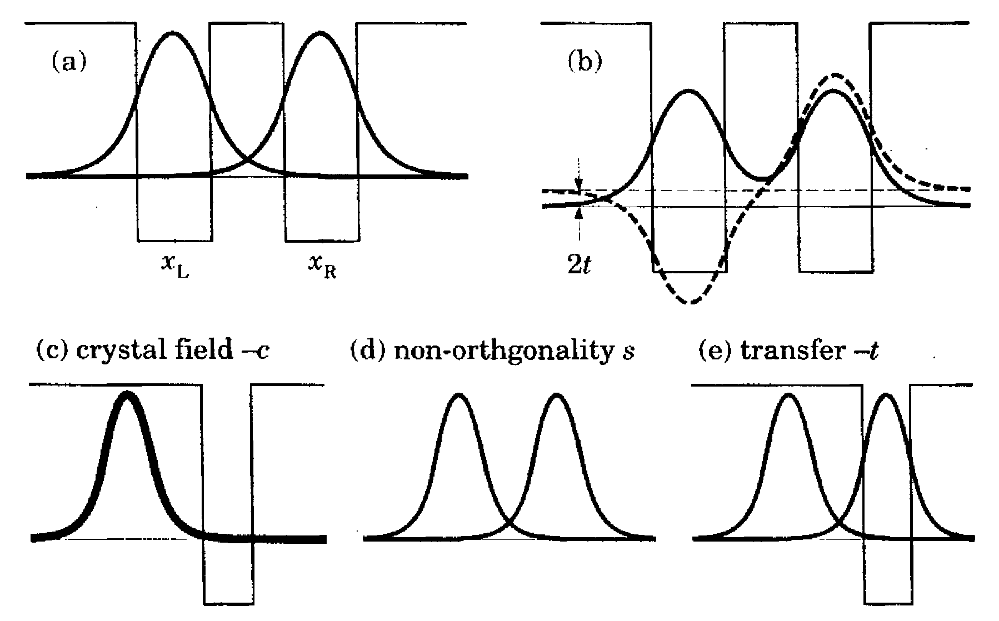 (a)
(b)
x_L
x_R
2t
(c) crystal field –c
(d) non-orthgonality s
(e) transfer –t